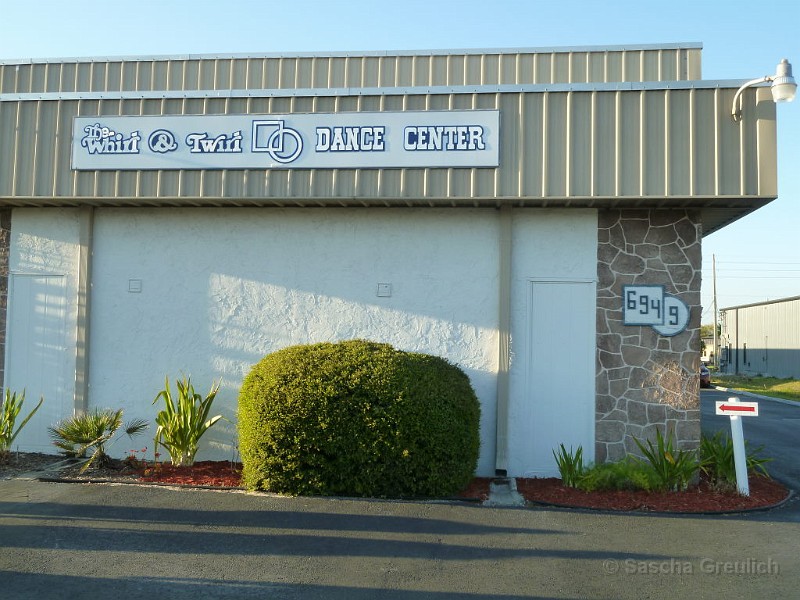 The Whirl & Twirl DANCE CENTER
6949
© Sascha Greulich